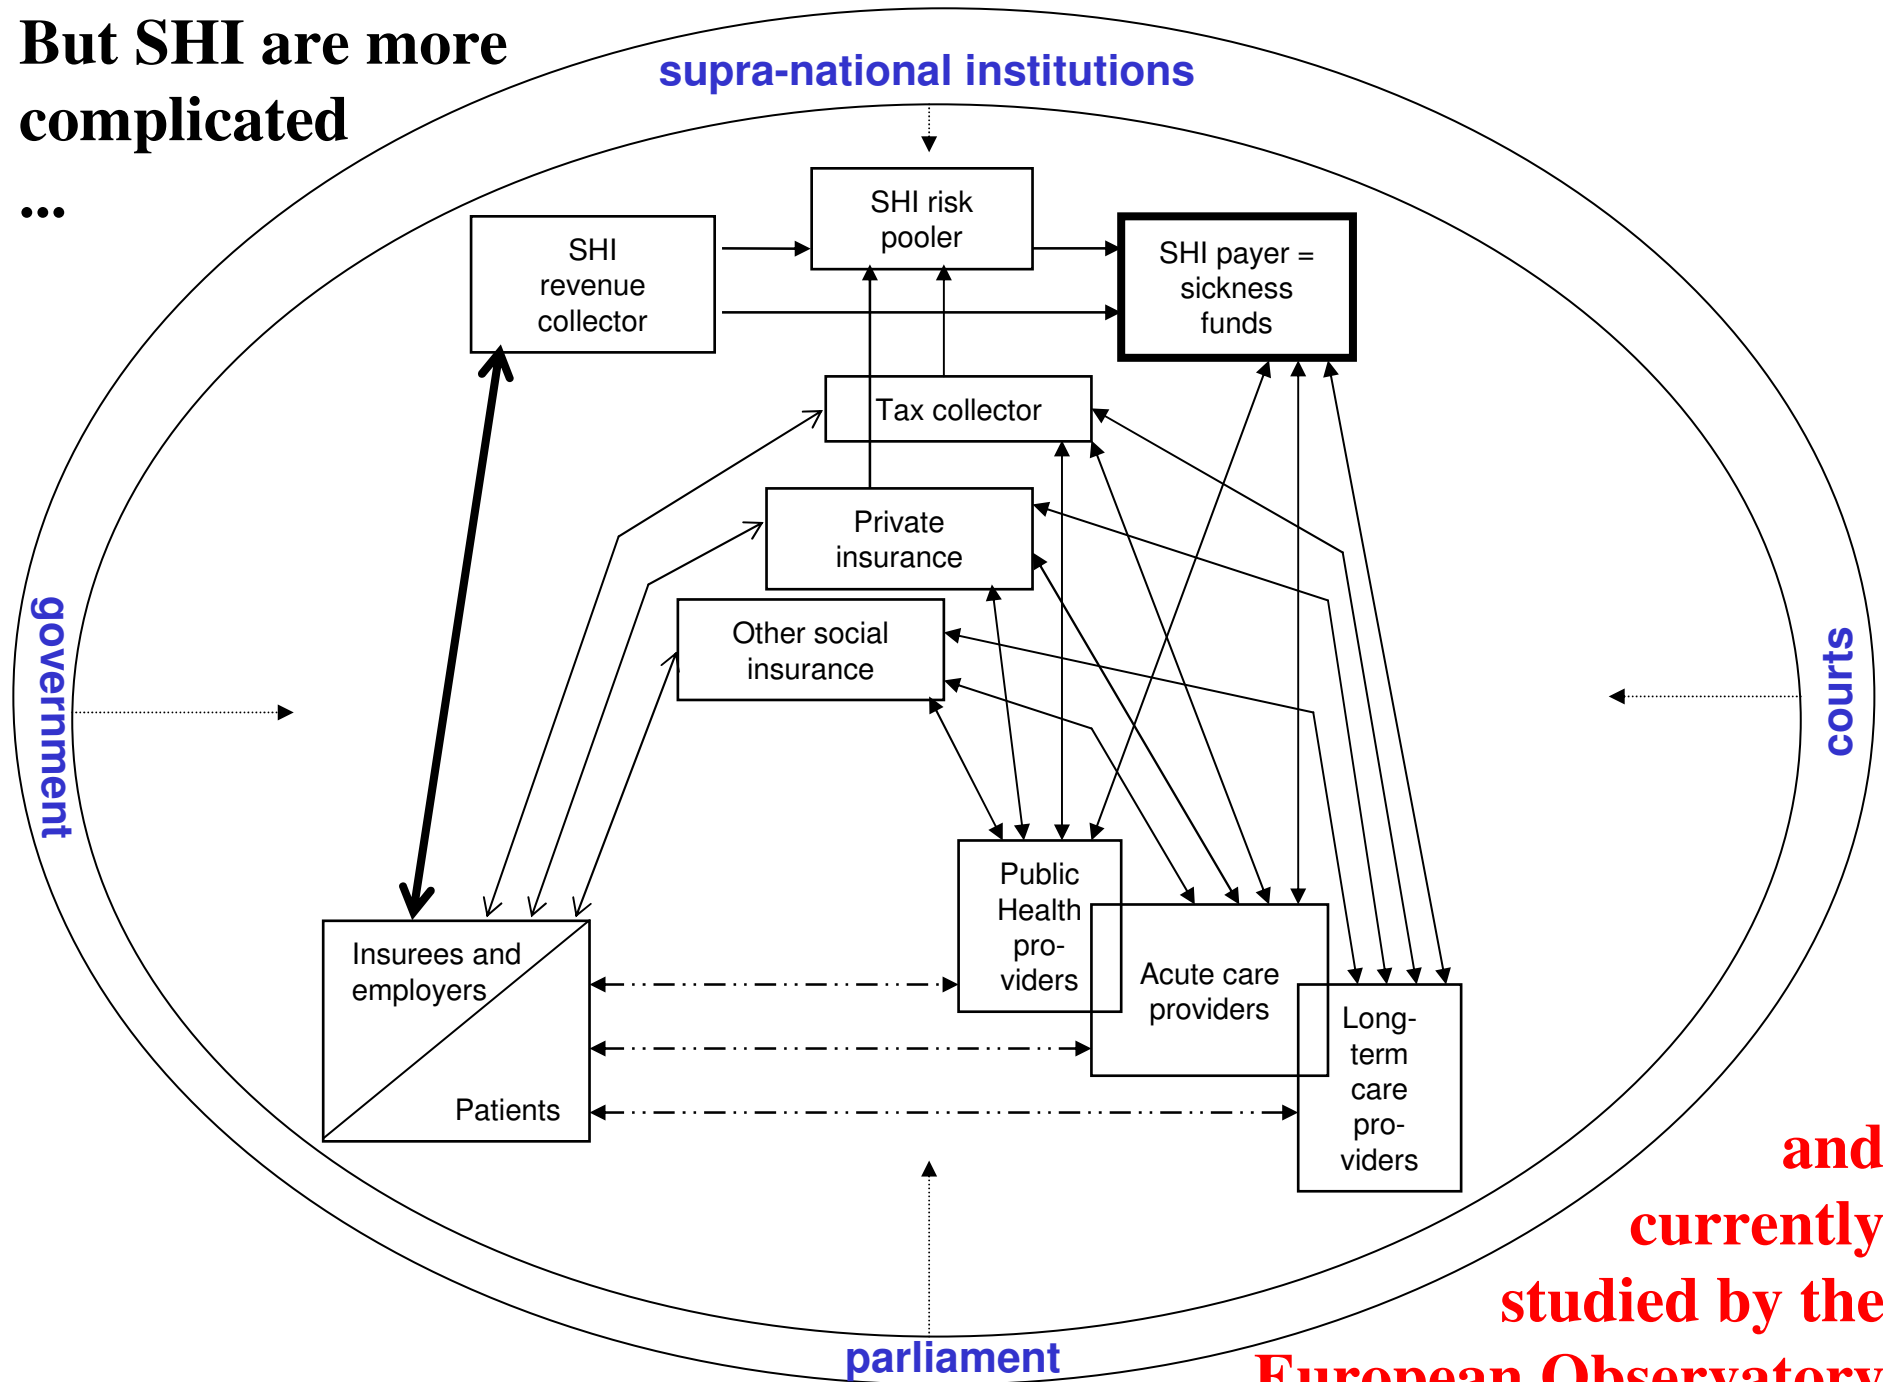 But SHI are more
complicated
...
supra-national institutions
SHI risk
pooler
SHI
revenue
collector
SHI payer =
sickness
funds
Tax collector
Private
insurance
Other social
insurance
government
courts
Public
Health
pro-
viders
Acute care
providers
Long-
term
care
pro-
viders
Insurees and
employers
Patients
parliament
and
currently
studied by the
European Observatory